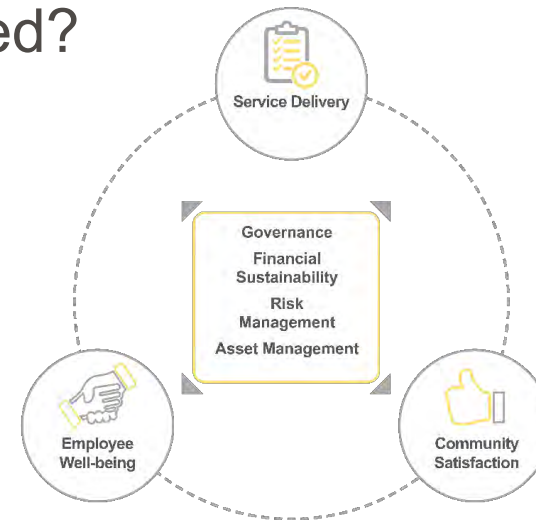 ed?
Service Delivery
Governance
Financial
Sustainability
Risk
Management
Asset Management
Employee
Well-being
Community
Satisfaction